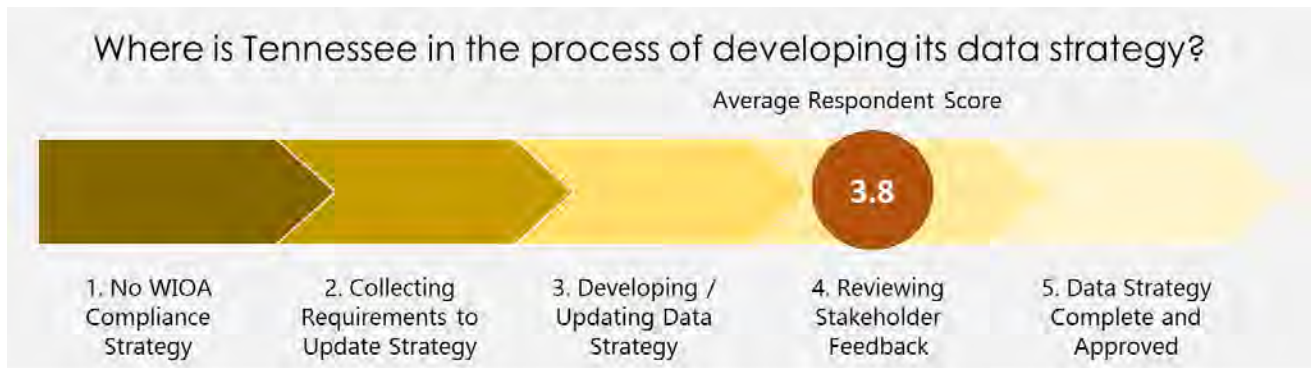 Where is Tennessee in the process of developing its data strategy?
Average Respondent Score
3.8
1. No WIOA
Compliance
Strategy
2. Collecting
Requirements to
Update Strategy
3. Developing /
Updating Data
Strategy
4. Reviewing
Stakeholder
Feedback
5. Data Strategy
Complete and
Approved